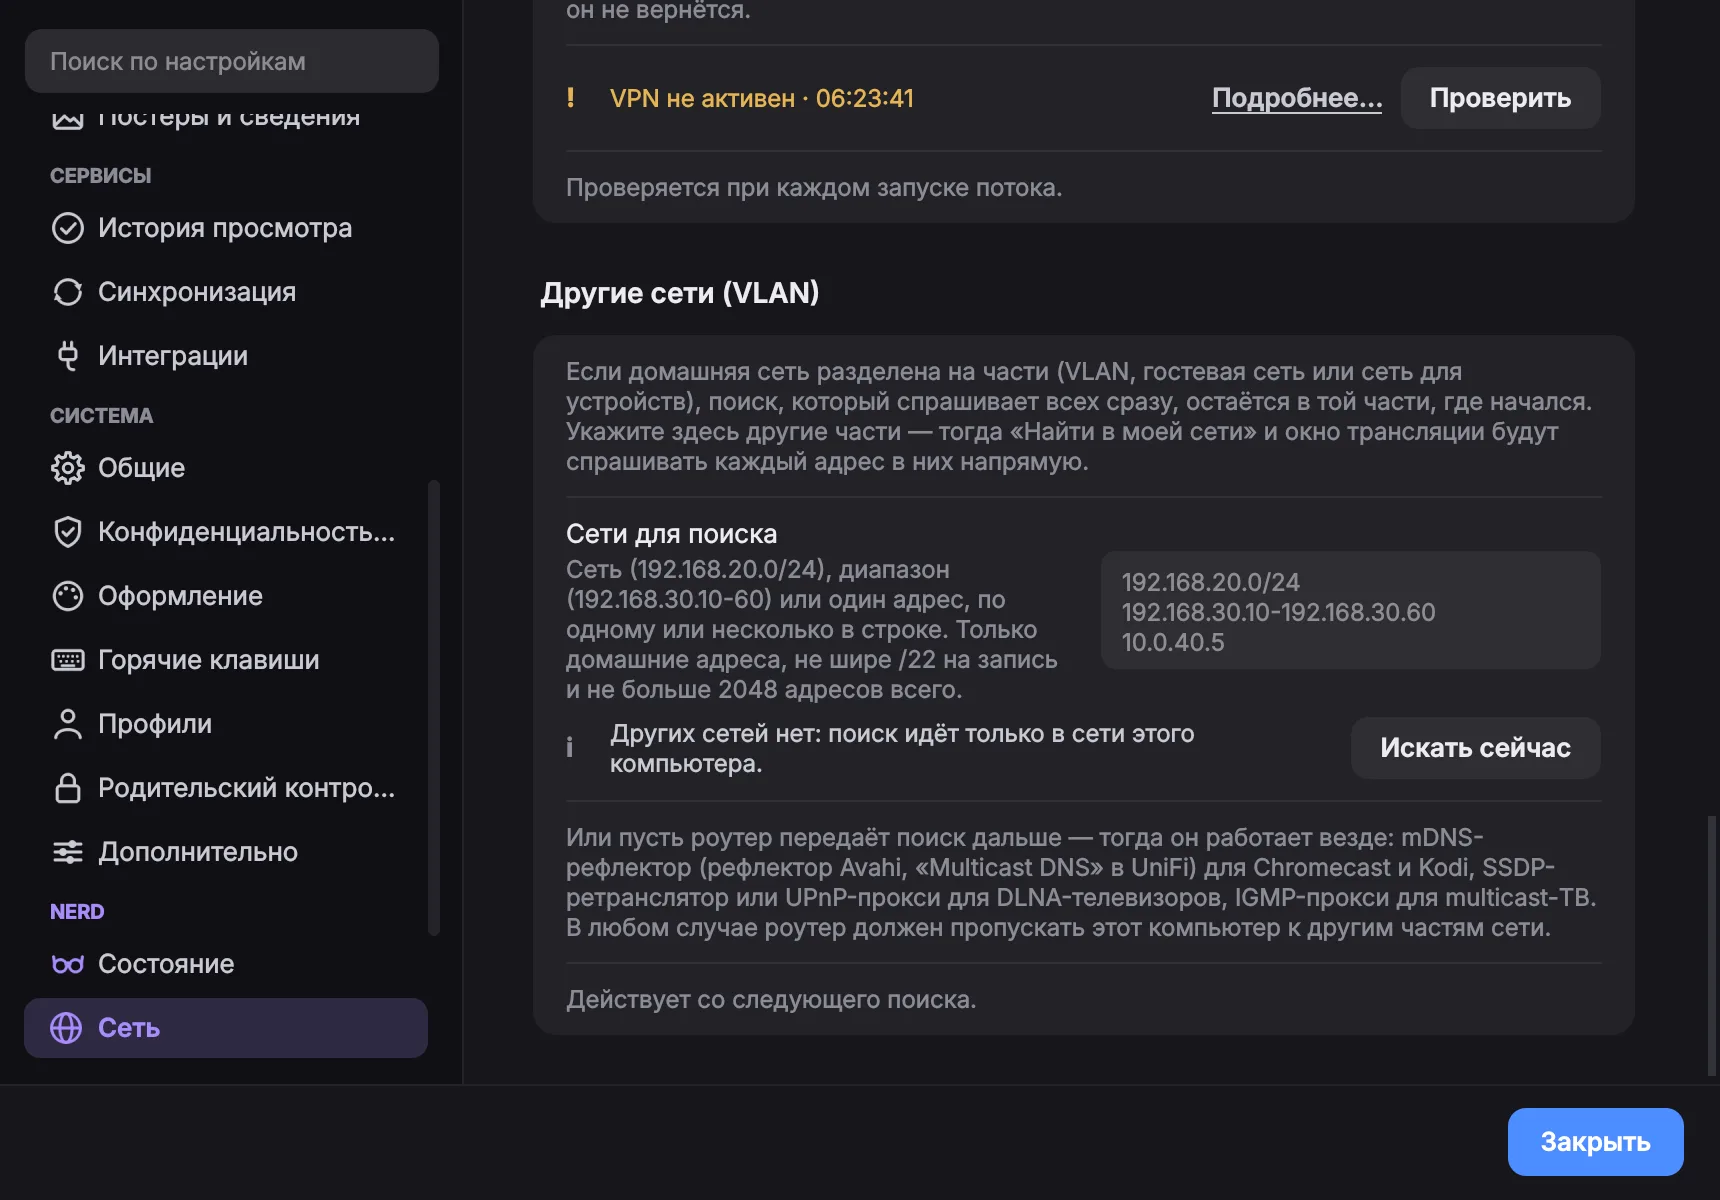 Поиск по настройкам
Постеры и сведения
СЕРВИСЫ
История просмотра
Синхронизация
Интеграции
СИСТЕМА
Общие
Конфиденциальность...
Оформление
Горячие клавиши
Профили
Родительский контро...
Дополнительно
NERD
Состояние
Сеть
он не вернётся.
! VPN не активен · 06:23:41
Подробнее...
Проверить
Проверяется при каждом запуске потока.
Другие сети (VLAN)
Если домашняя сеть разделена на части (VLAN, гостевая сеть или сеть для
устройств), поиск, который спрашивает всех сразу, остаётся в той части, где начался.
Укажите здесь другие части — тогда «Найти в моей сети» и окно трансляции будут
спрашивать каждый адрес в них напрямую.
Сети для поиска
Сеть (192.168.20.0/24), диапазон
(192.168.30.10-60) или один адрес, по
одному или несколько в строке. Только
домашние адреса, не шире /22 на запись
и не больше 2048 адресов всего.
192.168.20.0/24
192.168.30.10-192.168.30.60
10.0.40.5
Других сетей нет: поиск идёт только в сети этого
компьютера.
Искать сейчас
Или пусть роутер передаёт поиск дальше — тогда он работает везде: mDNS-
рефлектор (рефлектор Avahi, «Multicast DNS» в UniFi) для Chromecast и Kodi, SSDP-
ретранслятор или UPnP-прокси для DLNA-телевизоров, IGMP-прокси для multicast-ТВ.
В любом случае роутер должен пропускать этот компьютер к другим частям сети.
Действует со следующего поиска.
Закрыть